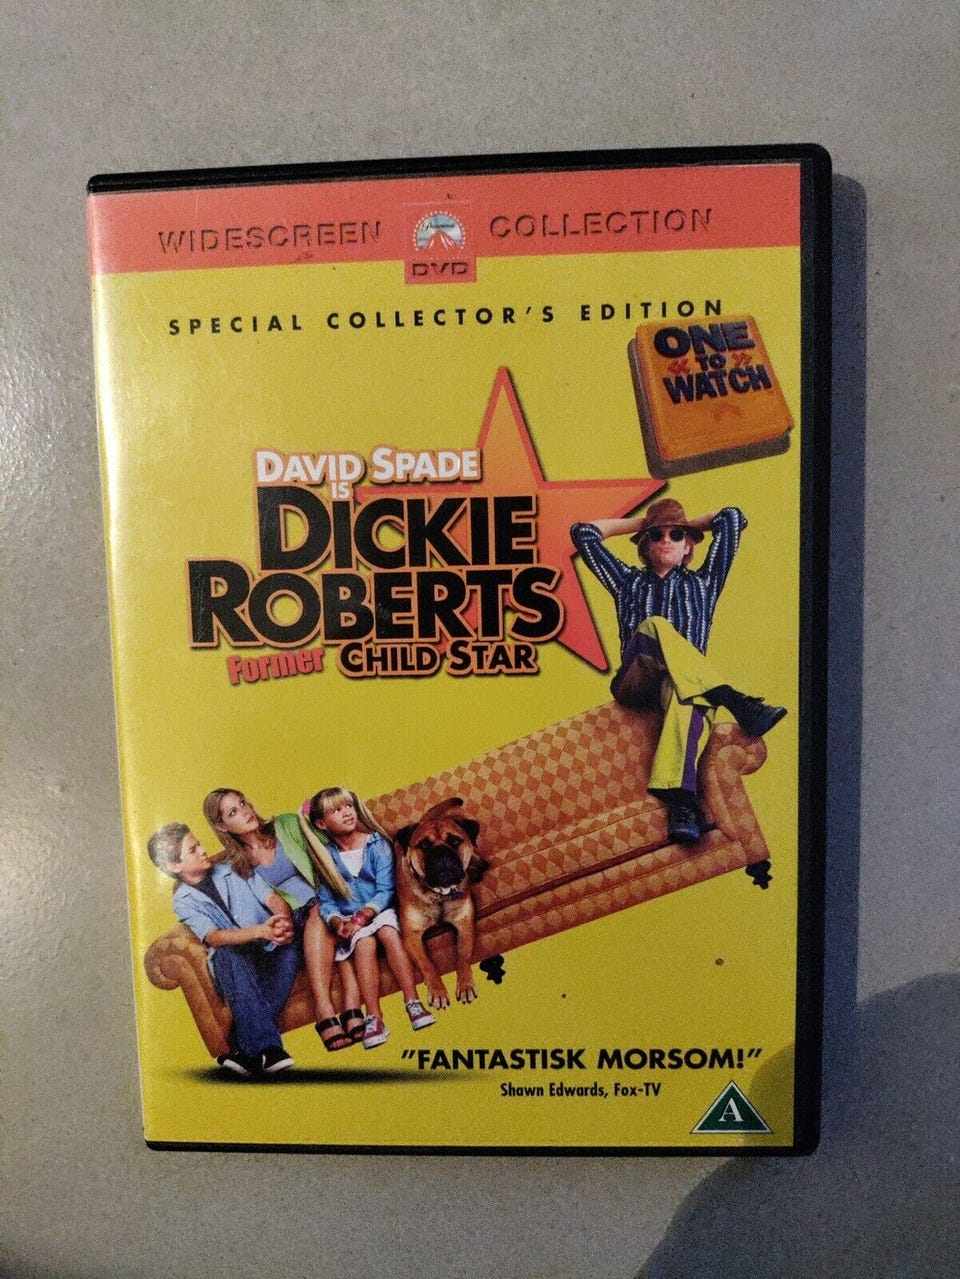 WIDESCREEN COLLECTION
Paramount
DVD
SPECIAL COLLECTOR'S EDITION
ONE
TO
WATCH
DAVID SPADE
IS
DICKIE
ROBERTS
Former CHILD STAR
"FANTASTISK MORSOM!"
Shawn Edwards, Fox-TV
A